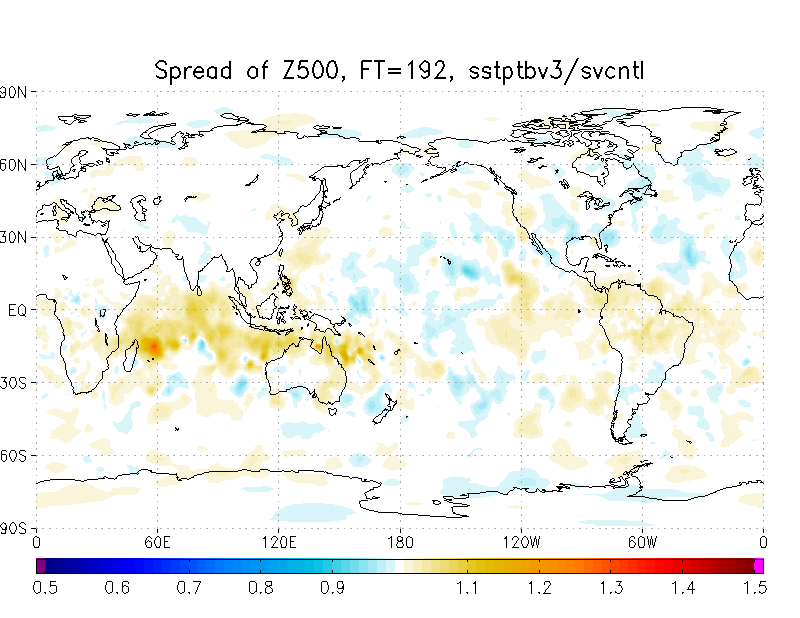 Spread of Z500, FT=192, sstptbv3/svcntl
90N
60N
30N
EQ
30S
60S
90S
0 60E 120E 180 120W 60W 0
0.5 0.6 0.7 0.8 0.9 1.1 1.2 1.3 1.4 1.5